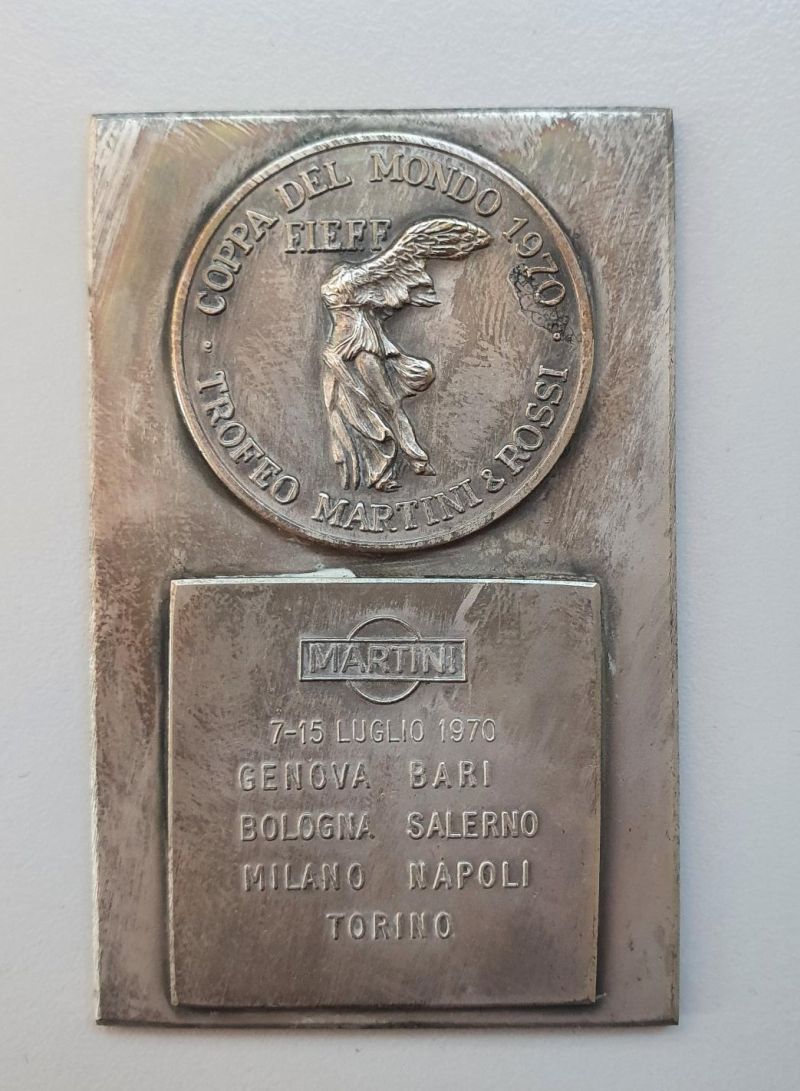 COPPA DEL MONDO 1970
F.I.E.F.F
TROFEO MARTINI & ROSSI
MARTINI
7-15 LUGLIO 1970
GENOVA BARI
BOLOGNA SALERNO
MILANO NAPOLI
TORINO